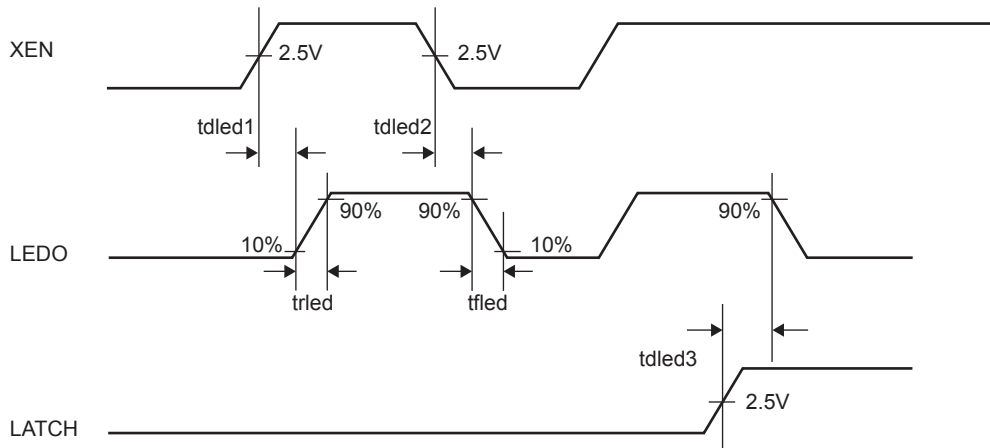 XEN
2.5V
2.5V
tdled1
tdled2
90%
90%
90%
10%
10%
LEDO
trled
tfled
tdled3
2.5V
LATCH